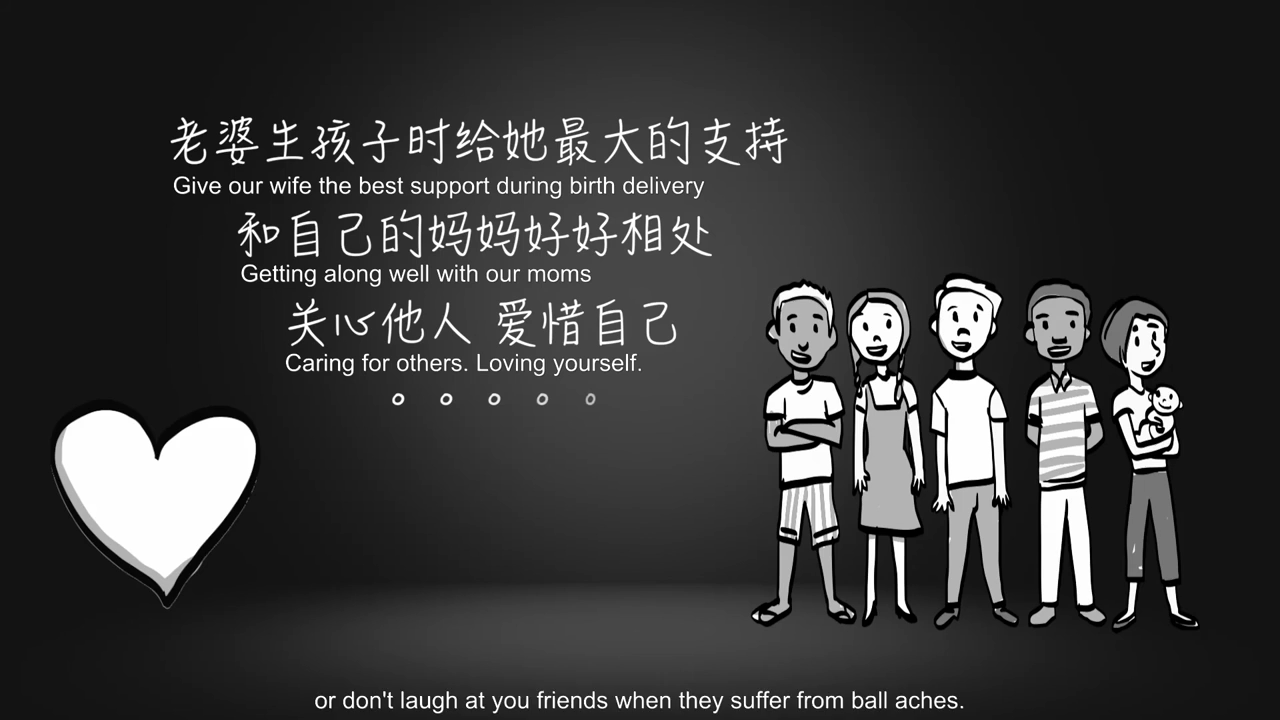 老婆生孩子时给她最大的支持
Give our wife the best support during birth delivery
和自己的妈妈好好相处
Getting along well with our moms
关心他人 爱惜自己
Caring for others. Loving yourself.
。。。。。
or don't laugh at you friends when they suffer from ball aches.